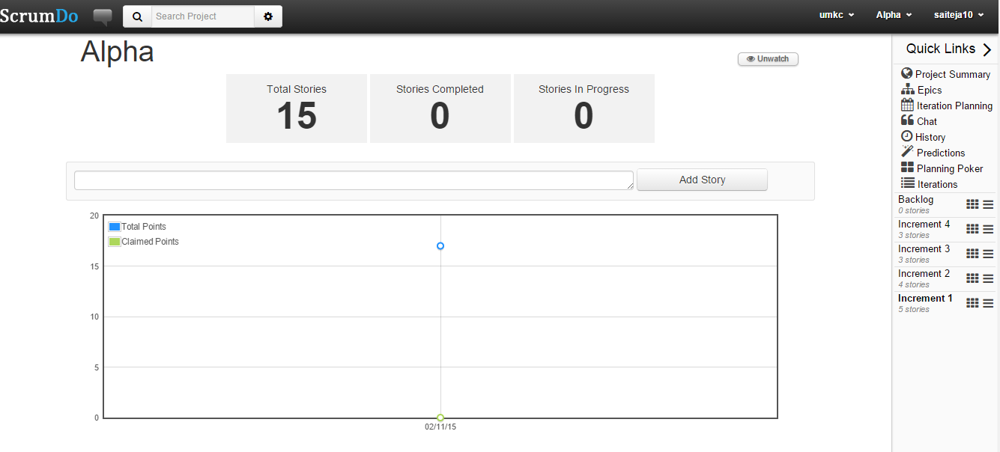 ScrumDo
Search Project
umkc
Alpha
saiteja10
Alpha
Unwatch
Total Stories
15
Stories Completed
0
Stories In Progress
0
Add Story
20
15
10
5
0
Total Points
Claimed Points
02/11/15
Quick Links
Project Summary
Epics
Iteration Planning
Chat
History
Predictions
Planning Poker
Iterations
Backlog
0 stories
Increment 4
3 stories
Increment 3
3 stories
Increment 2
4 stories
Increment 1
5 stories